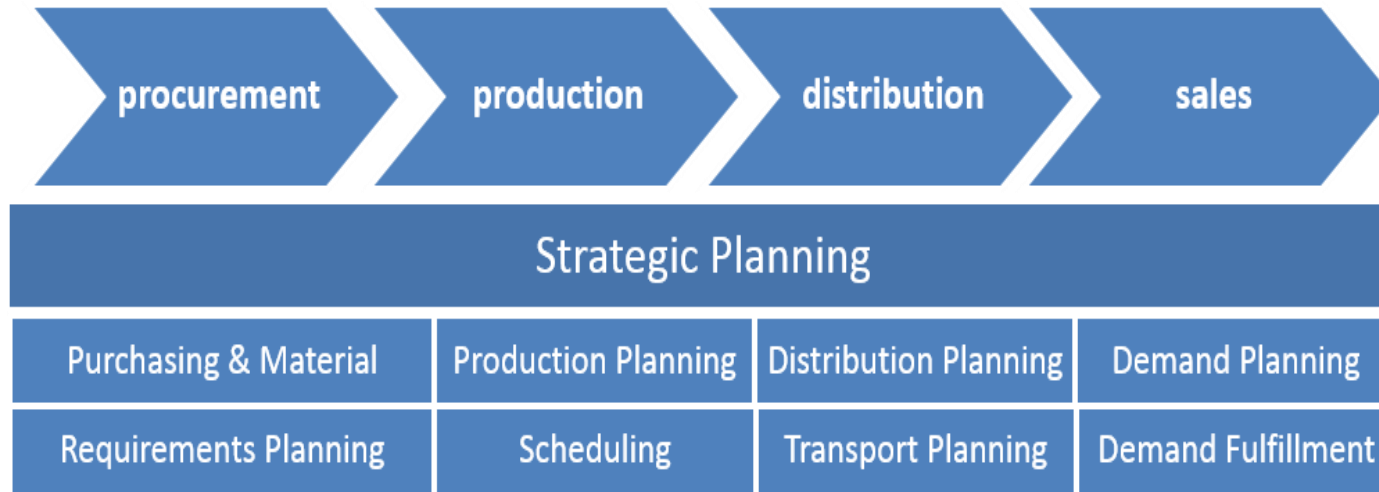 procurement production distribution sales
Strategic Planning
Purchasing & Material Production Planning Distribution Planning Demand Planning
Requirements Planning Scheduling Transport Planning Demand Fulfillment